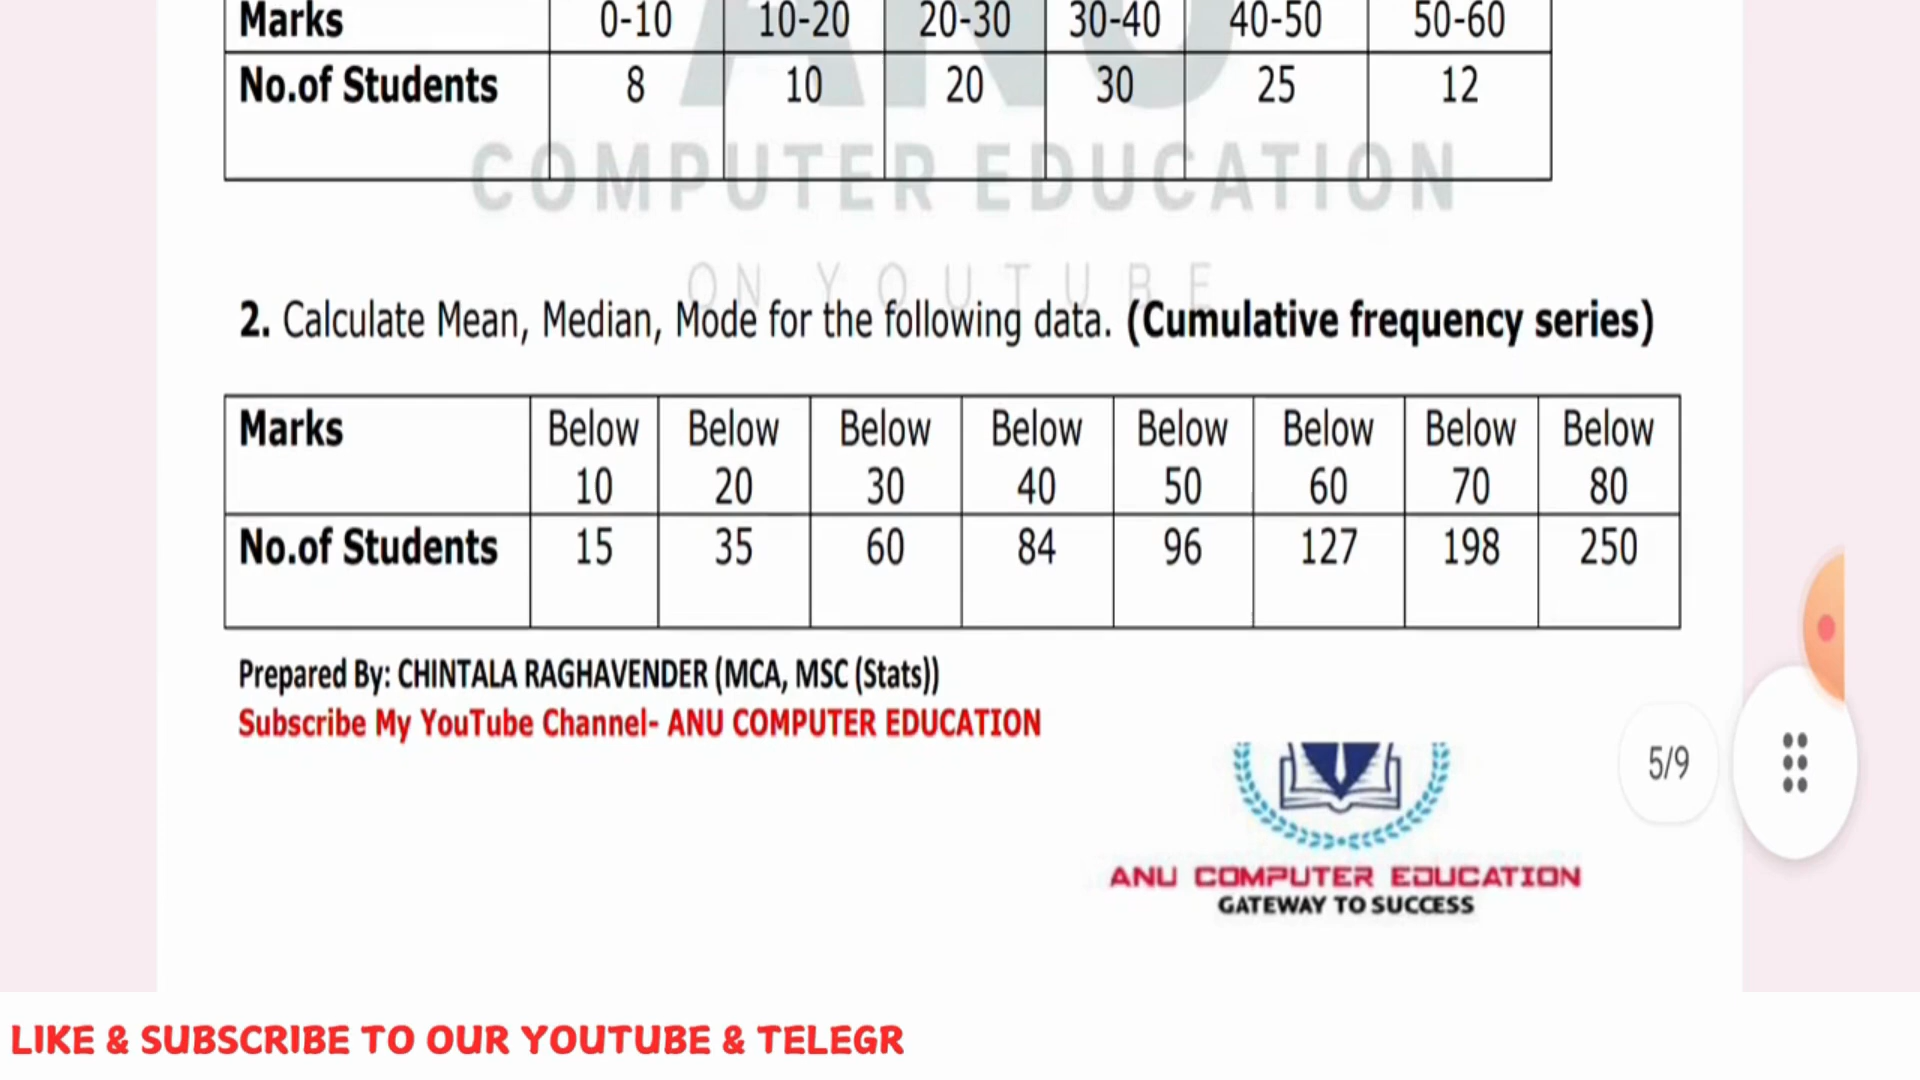 Marks 0-10 10-20 20-30 30-40 40-50 50-60
No.of Students 8 10 20 30 25 12
ANU
COMPUTER EDUCATION
ON YOUTUBE
2. Calculate Mean, Median, Mode for the following data. (Cumulative frequency series)
Marks Below 10 Below 20 Below 30 Below 40 Below 50 Below 60 Below 70 Below 80
No.of Students 15 35 60 84 96 127 198 250
Prepared By: CHINTALA RAGHAVENDER (MCA, MSC (Stats))
Subscribe My YouTube Channel- ANU COMPUTER EDUCATION
5/9
ANU COMPUTER EDUCATION
GATEWAY TO SUCCESS
LIKE & SUBSCRIBE TO OUR YOUTUBE & TELEGR